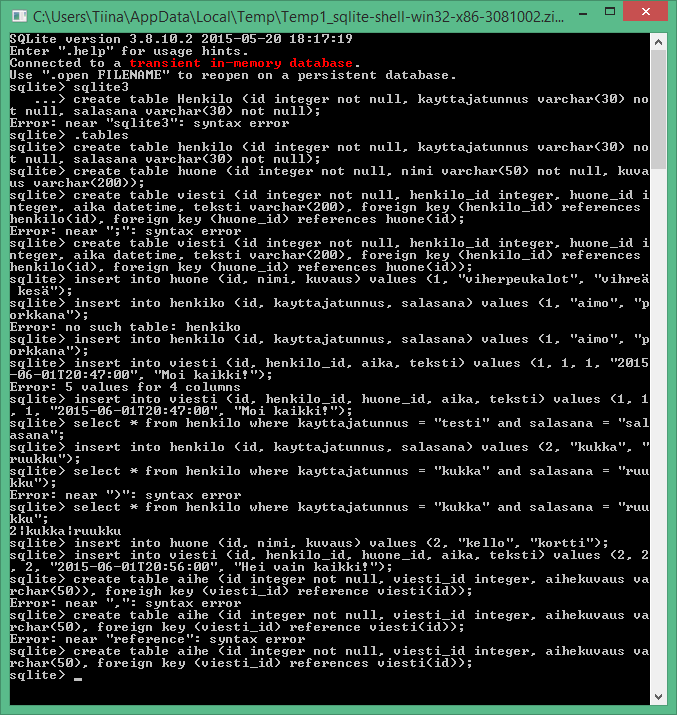 C:\Users\Tiina\AppData\Local\Temp\Temp1_sqlite-shell-win32-x86-3081002.zi...
SQLite version 3.8.10.2 2015-05-20 18:17:19
Enter ".help" for usage hints.
Connected to a transient in-memory database.
Use ".open FILENAME" to reopen on a persistent database.
sqlite> sqlite3
   ...> create table Henkilo (id integer not null, kayttajatunnus varchar(30) no
t null, salasana varchar(30) not null);
Error: near "sqlite3": syntax error
sqlite> .tables
sqlite> create table henkilo (id integer not null, kayttajatunnus varchar(30) no
t null, salasana varchar(30) not null);
sqlite> create table huone (id integer not null, nimi varchar(50) not null, kuva
us varchar(200));
sqlite> create table viesti (id integer not null, henkilo_id integer, huone_id i
nteger, aika datetime, teksti varchar(200), foreign key (henkilo_id) references
henkilo(id), foreign key (huone_id) references huone(id);
Error: near ";": syntax error
sqlite> create table viesti (id integer not null, henkilo_id integer, huone_id i
nteger, aika datetime, teksti varchar(200), foreign key (henkilo_id) references
henkilo(id), foreign key (huone_id) references huone(id));
sqlite> insert into huone (id, nimi, kuvaus) values (1, "viherpeukalot", "vihreä
 kesä");
sqlite> insert into henkiko (id, kayttajatunnus, salasana) values (1, "aimo", "p
orkkana");
Error: no such table: henkiko
sqlite> insert into henkilo (id, kayttajatunnus, salasana) values (1, "aimo", "p
orkkana");
sqlite> insert into viesti (id, henkilo_id, aika, teksti) values (1, 1, 1, "2015
-06-01T20:47:00", "Moi kaikki!");
Error: 5 values for 4 columns
sqlite> insert into viesti (id, henkilo_id, huone_id, aika, teksti) values (1, 1
, 1, "2015-06-01T20:47:00", "Moi kaikki!");
sqlite> select * from henkilo where kayttajatunnus = "testi" and salasana = "sal
asana";
sqlite> insert into henkilo (id, kayttajatunnus, salasana) values (2, "kukka", "
ruukku");
sqlite> select * from henkilo where kayttajatunnus = "kukka" and salasana = "ruu
kku");
Error: near ")": syntax error
sqlite> select * from henkilo where kayttajatunnus = "kukka" and salasana = "ruu
kku";
2|kukka|ruukku
sqlite> insert into huone (id, nimi, kuvaus) values (2, "kello", "kortti");
sqlite> insert into viesti (id, henkilo_id, huone_id, aika, teksti) values (2, 2
, 2, "2015-06-01T20:56:00", "Hei vain kaikki!");
sqlite> create table aihe (id integer not null, viesti_id integer, aihekuvaus va
rchar(50)), foreigh key (viesti_id) reference viesti(id));
Error: near ",": syntax error
sqlite> create table aihe (id integer not null, viesti_id integer, aihekuvaus va
rchar(50), foreign key (viesti_id) reference viesti(id));
Error: near "reference": syntax error
sqlite> create table aihe (id integer not null, viesti_id integer, aihekuvaus va
rchar(50), foreign key (viesti_id) references viesti(id));
sqlite> _